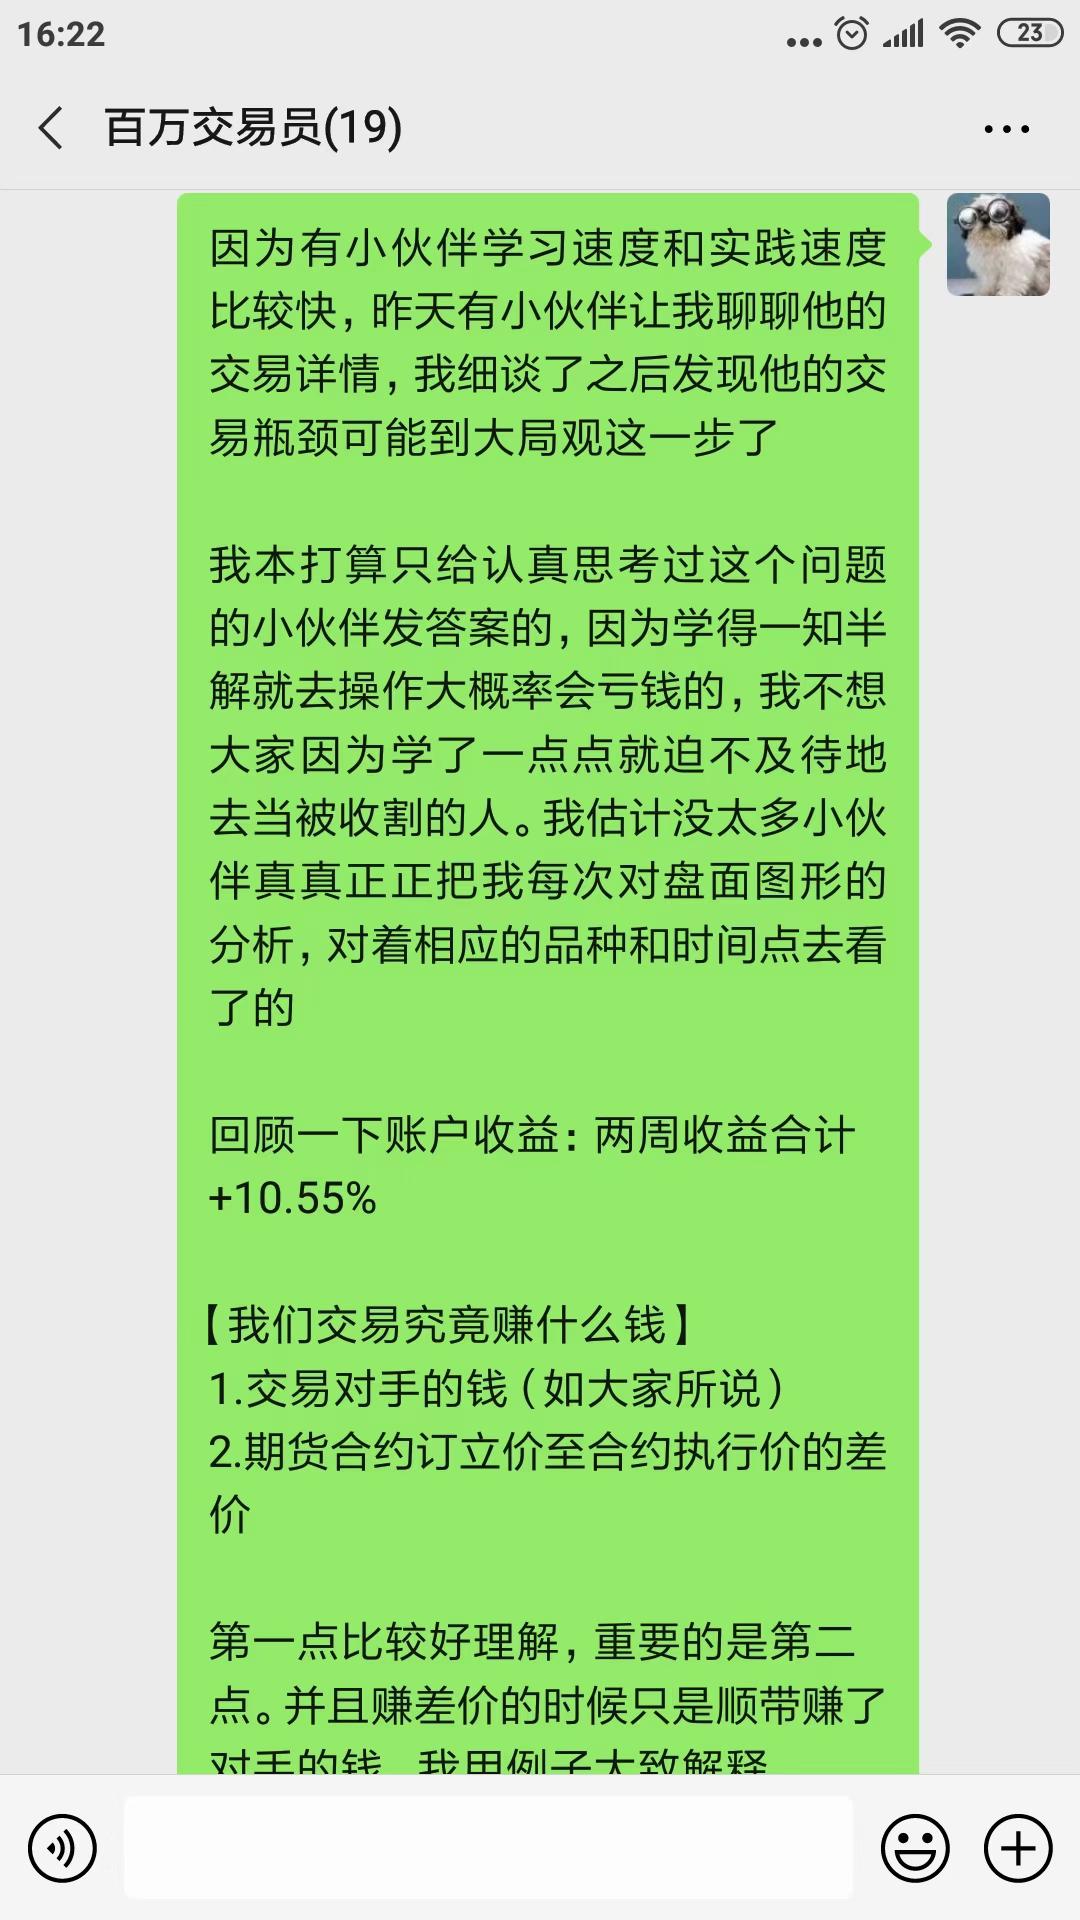 16:22
23
百万交易员(19)
因为有小伙伴学习速度和实践速度
比较快，昨天有小伙伴让我聊聊他的
交易详情，我细谈了之后发现他的交
易瓶颈可能到大局观这一步了
我本打算只给认真思考过这个问题
的小伙伴发答案的，因为学得一知半
解就去操作大概率会亏钱的，我不想
大家因为学了一点点就迫不及待地
去当被收割的人。我估计没太多小伙
伴真真正正把我每次对盘面图形的
分析，对着相应的品种和时间点去看
了的
回顾一下账户收益：两周收益合计
+10.55%
【我们交易究竟赚什么钱】
1.交易对手的钱（如大家所说）
2.期货合约订立价至合约执行价的差
价
第一点比较好理解，重要的是第二
点。并且赚差价的时候只是顺带赚了
对手的钱 我用例子大致解释